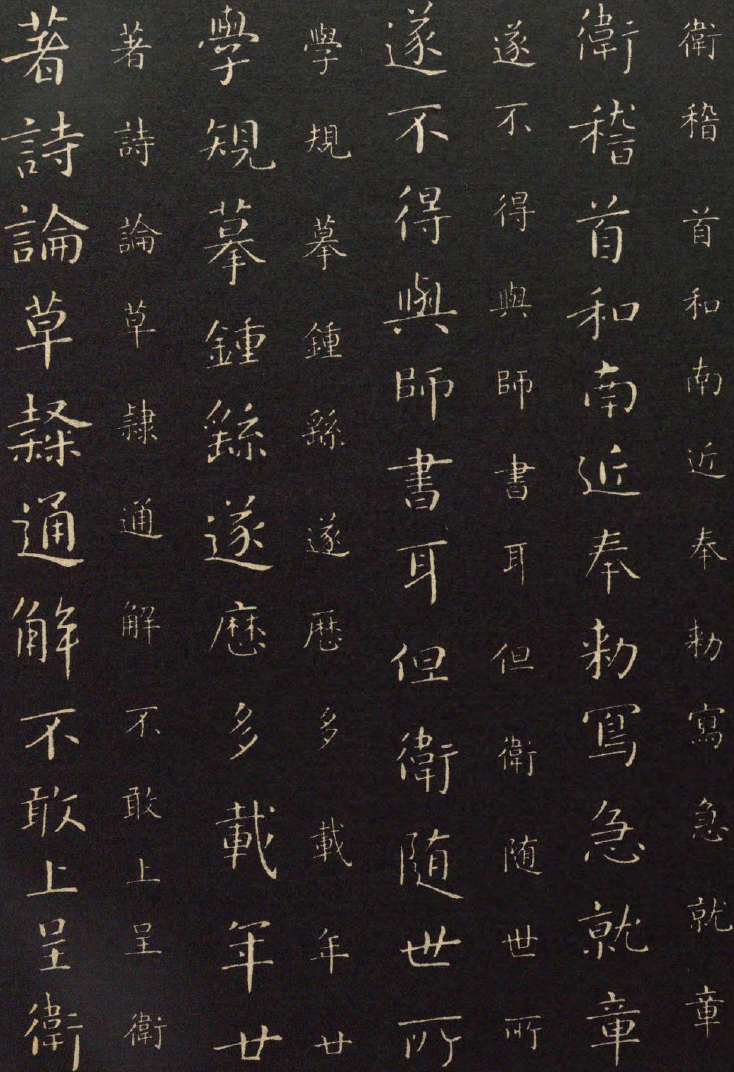 衛稽首和南近奉勑寫急就章
衛稽首和南近奉勑寫急就章
遂不得與師書耳但衛随世所
遂不得與師書耳但衛随世所
學規摹鍾繇遂歷多載年廿
學規摹鍾繇遂歷多載年廿
著詩論草隸通解不敢上呈衛
著詩論草隸通解不敢上呈衛